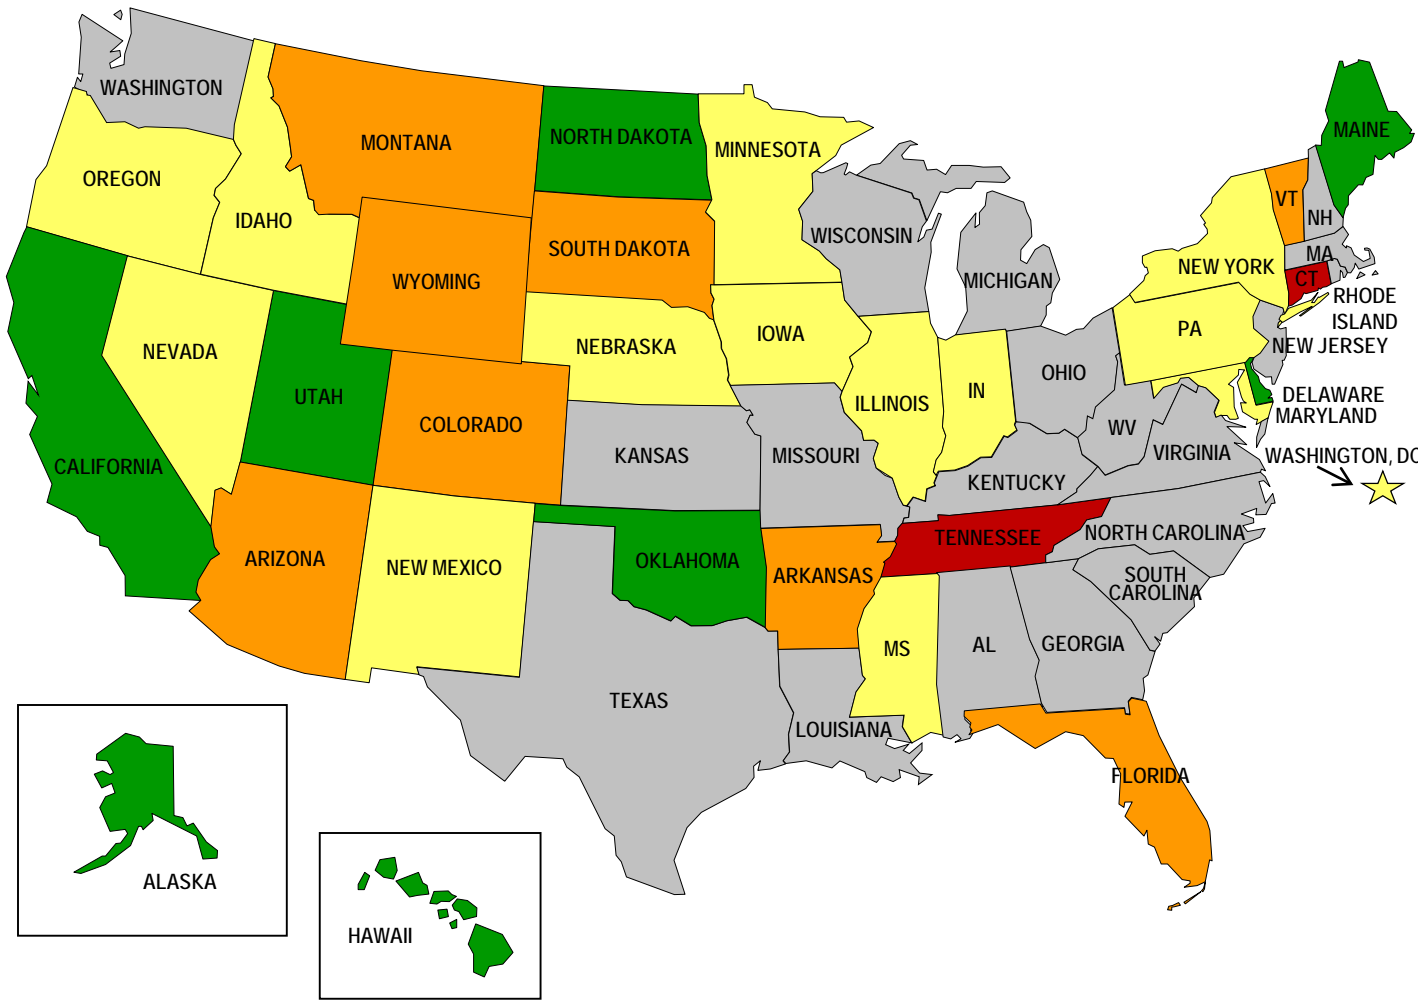 WASHINGTON
MONTANA
NORTH DAKOTA
MINNESOTA
MAINE
OREGON
IDAHO
SOUTH DAKOTA
WISCONSIN
VT
NH
MA
WYOMING
MICHIGAN
NEW YORK
CT
RHODE
ISLAND
NEVADA
NEBRASKA
IOWA
PA
NEW JERSEY
UTAH
COLORADO
ILLINOIS
IN
OHIO
DELAWARE
MARYLAND
CALIFORNIA
KANSAS
MISSOURI
WV
VIRGINIA
WASHINGTON, DC
KENTUCKY
ARIZONA
NEW MEXICO
OKLAHOMA
ARKANSAS
TENNESSEE
NORTH CAROLINA
SOUTH
CAROLINA
MS
AL
GEORGIA
TEXAS
LOUISIANA
FLORIDA
ALASKA
HAWAII